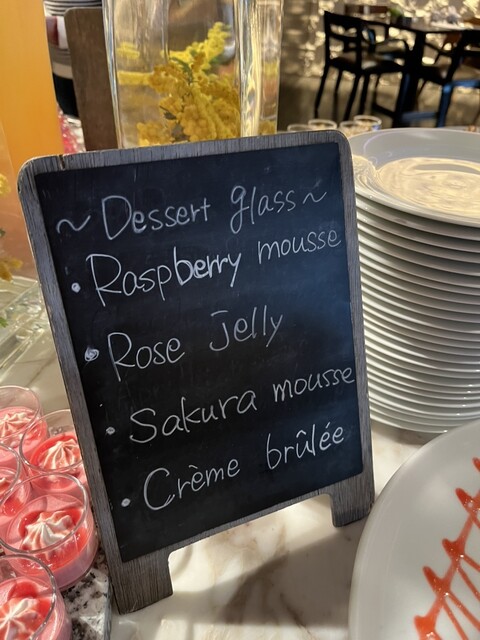 ~Dessert glass~
• Raspberry mousse
• Rose jelly
• Sakura mousse
• Crème brûlée